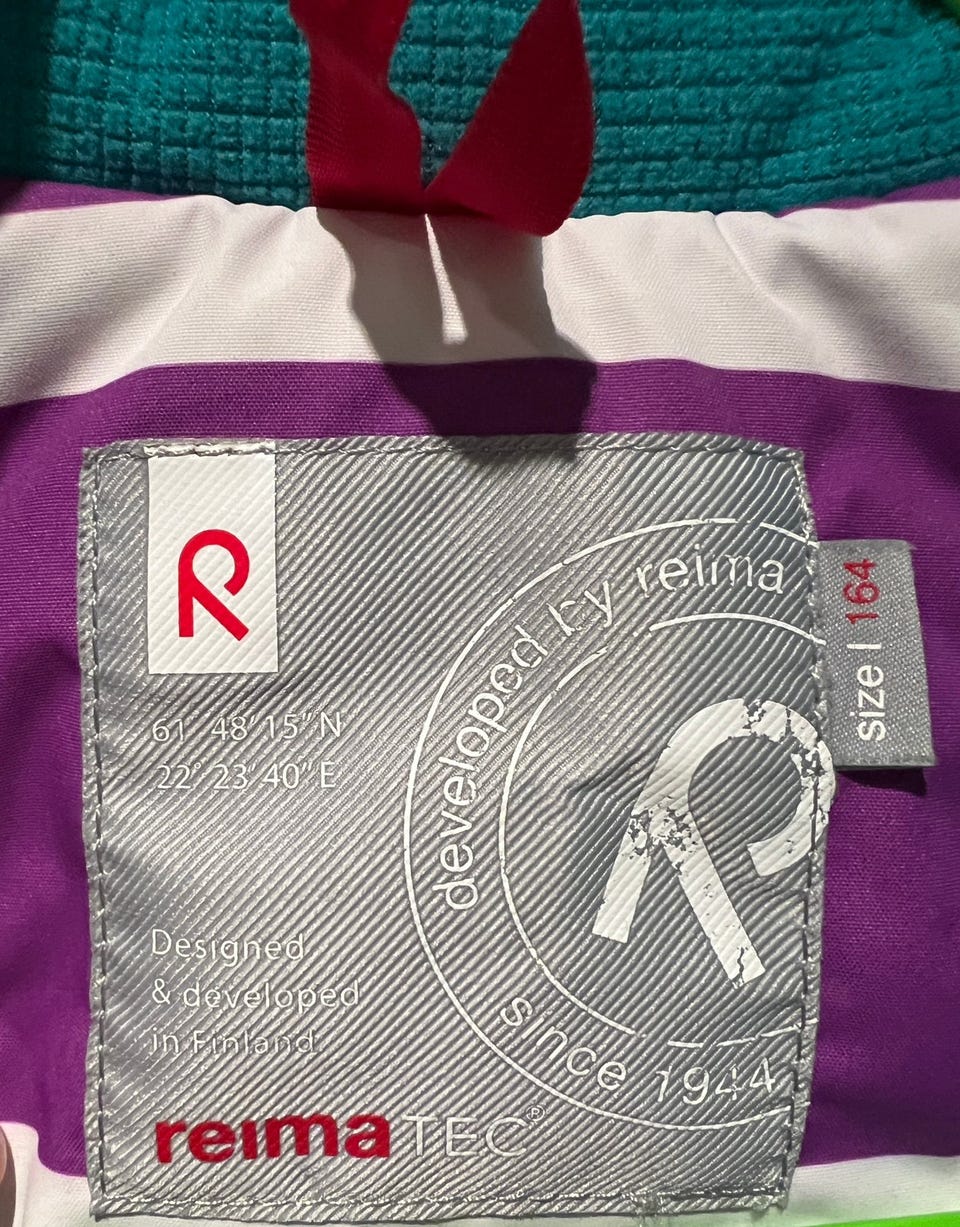 R
61° 48' 15" N
22° 23' 40" E
developed by reima
R
since 1944
size | 164
Designed
& developed
in Finland
reimaTEC®